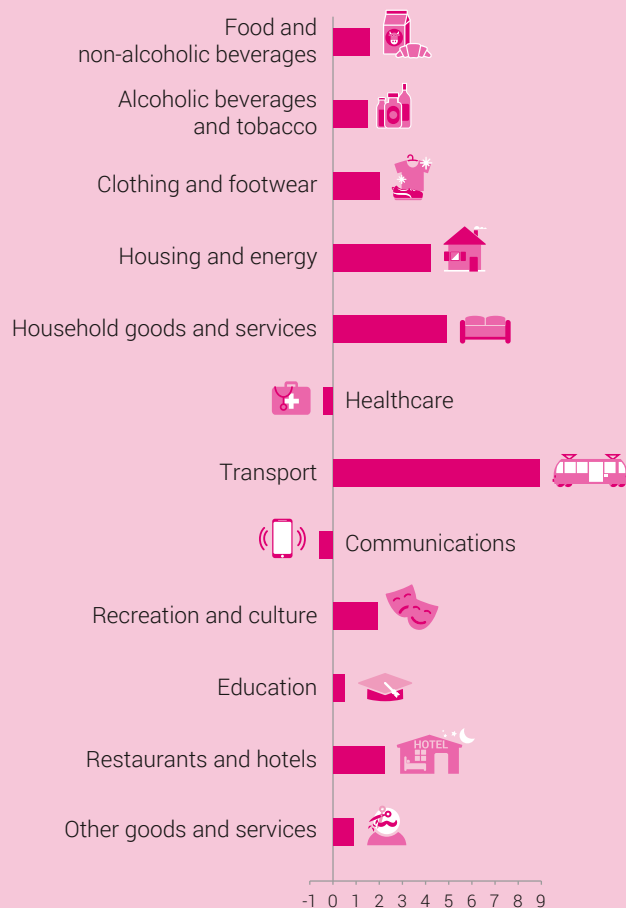 Food and
non-alcoholic beverages
Alcoholic beverages
and tobacco
Clothing and footwear
Housing and energy
Household goods and services
Healthcare
Transport
Communications
Recreation and culture
Education
HOTEL
Restaurants and hotels
Other goods and services
-1 0 1 2 3 4 5 6 7 8 9